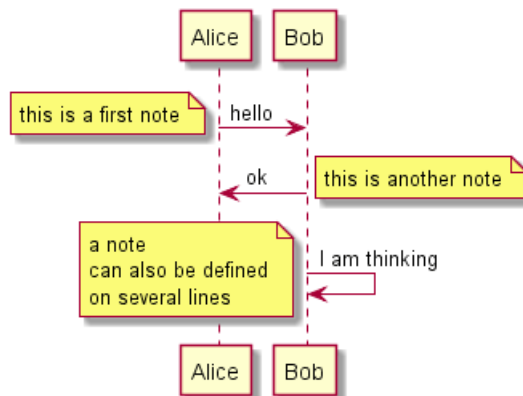 Alice
Bob
this is a first note
hello
ok
this is another note
a note
can also be defined
on several lines
I am thinking
Alice
Bob